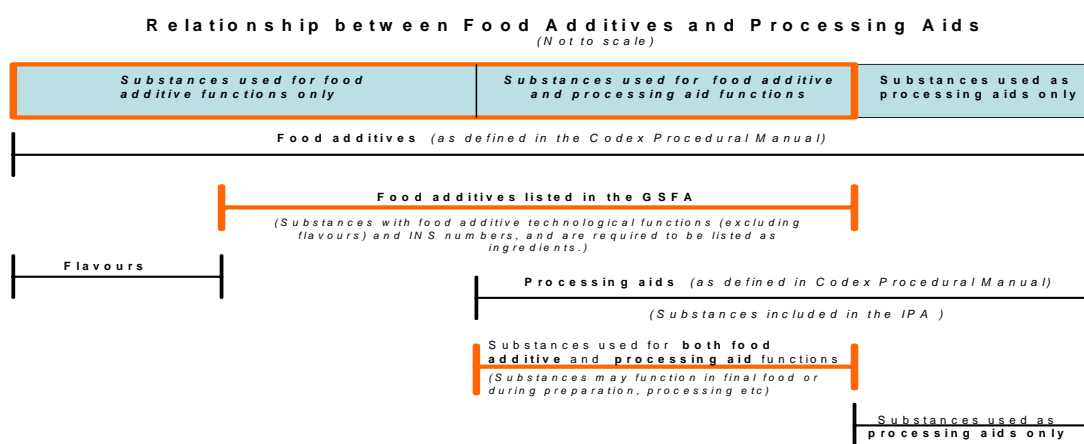 Relationship between Food Additives and Processing Aids
(Not to scale)
Substances used for food
additive functions only
Substances used for food additive
and processing aid functions
Substances used as
processing aids only
Food additives (as defined in the Codex Procedural Manual)
Food additives listed in the GSFA
(Substances with food additive technological functions (excluding
flavours) and INS numbers, and are required to be listed as
ingredients.)
Flavours
Processing aids (as defined in Codex Procedural Manual)
(Substances included in the IPA )
Substances used for both food
additive and processing aid functions
(Substances may function in final food or
during preparation, processing etc)
Substances used as
processing aids only